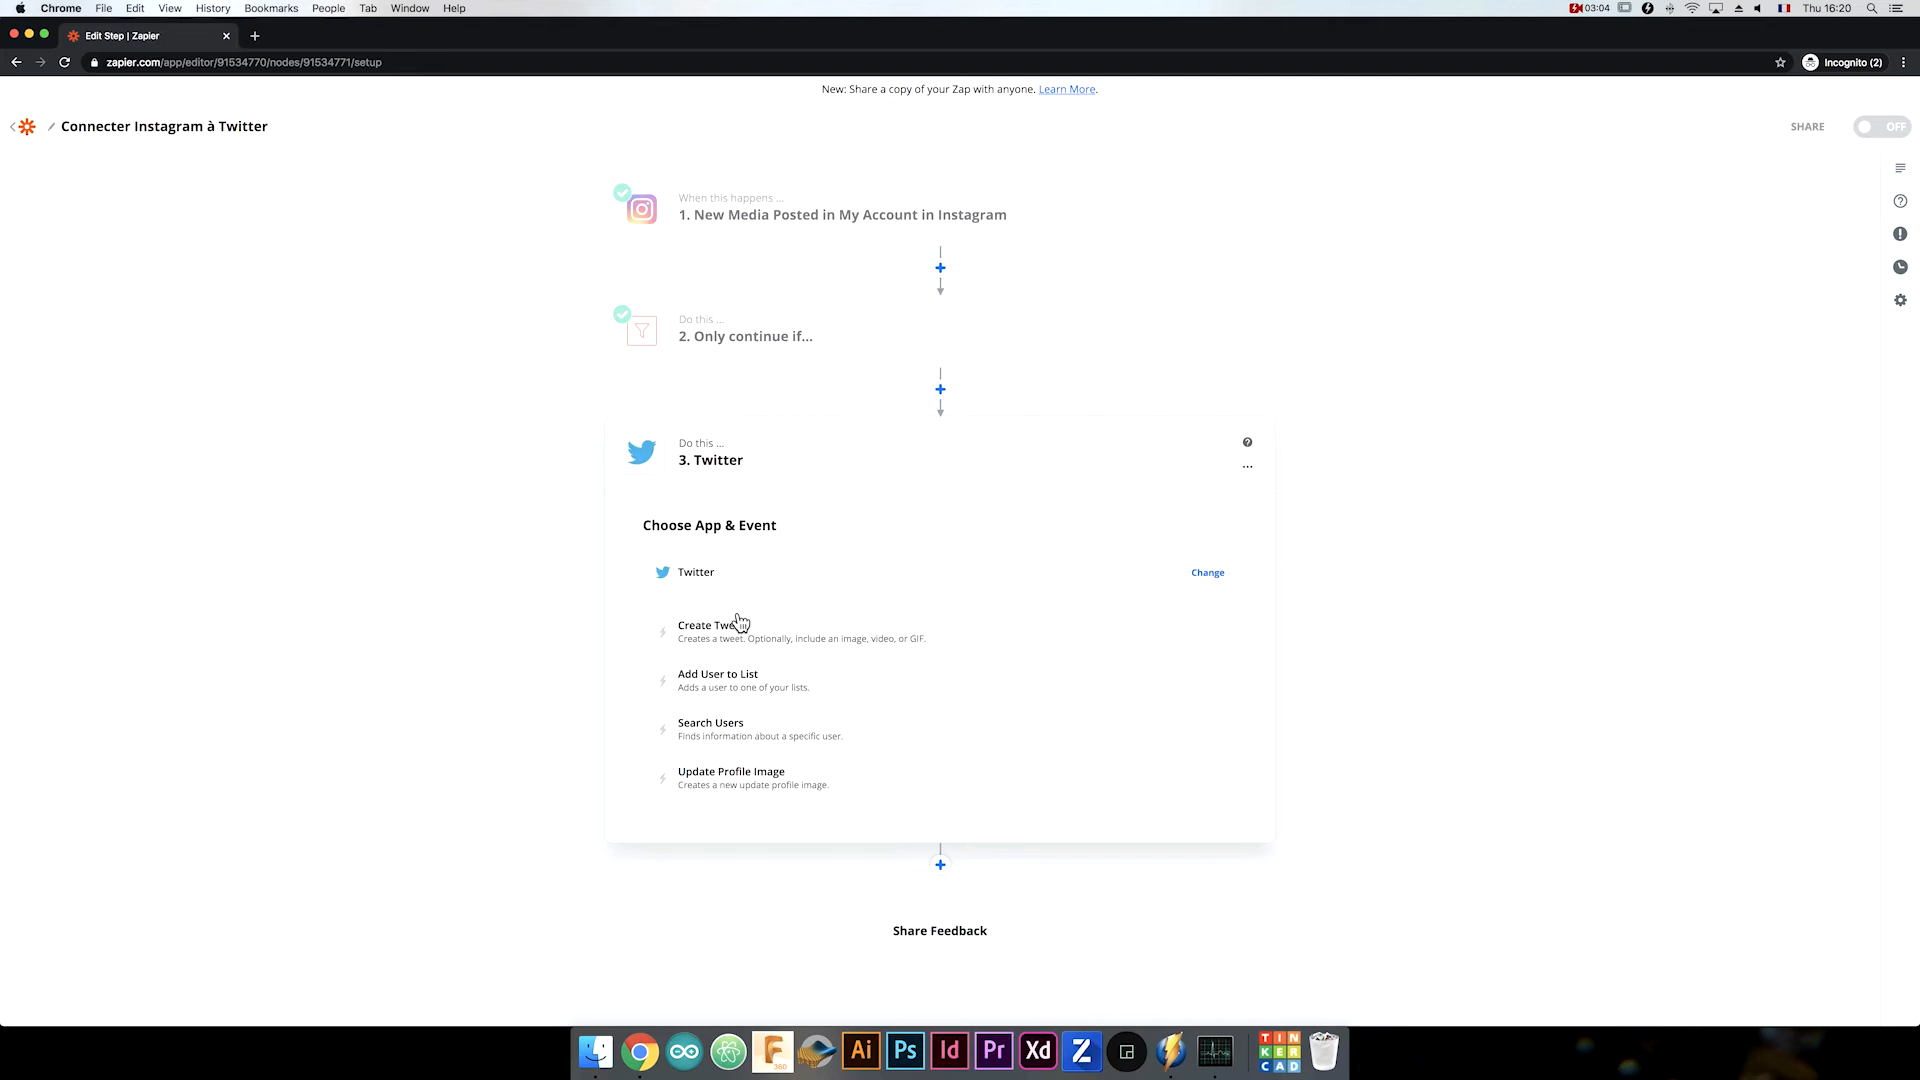 Chrome File Edit View History Bookmarks People Tab Window Help 03:04 Thu 16:20
Edit Step | Zapier
zapier.com/app/editor/91534770/nodes/91534771/setup Incognito (2)
New: Share a copy of your Zap with anyone. Learn More.
Connecter Instagram à Twitter SHARE OFF
When this happens ...
1. New Media Posted in My Account in Instagram
Do this ...
2. Only continue if...
Do this ...
3. Twitter
Choose App & Event
Twitter Change
Create
Creates a tweet. Optionally, include an image, video, or GIF.
Add User to List
Adds a user to one of your lists.
Search Users
Finds information about a specific user.
Update Profile Image
Creates a new update profile image.
Share Feedback
F 360 Ai Ps Id Pr Xd Z TINKERCAD